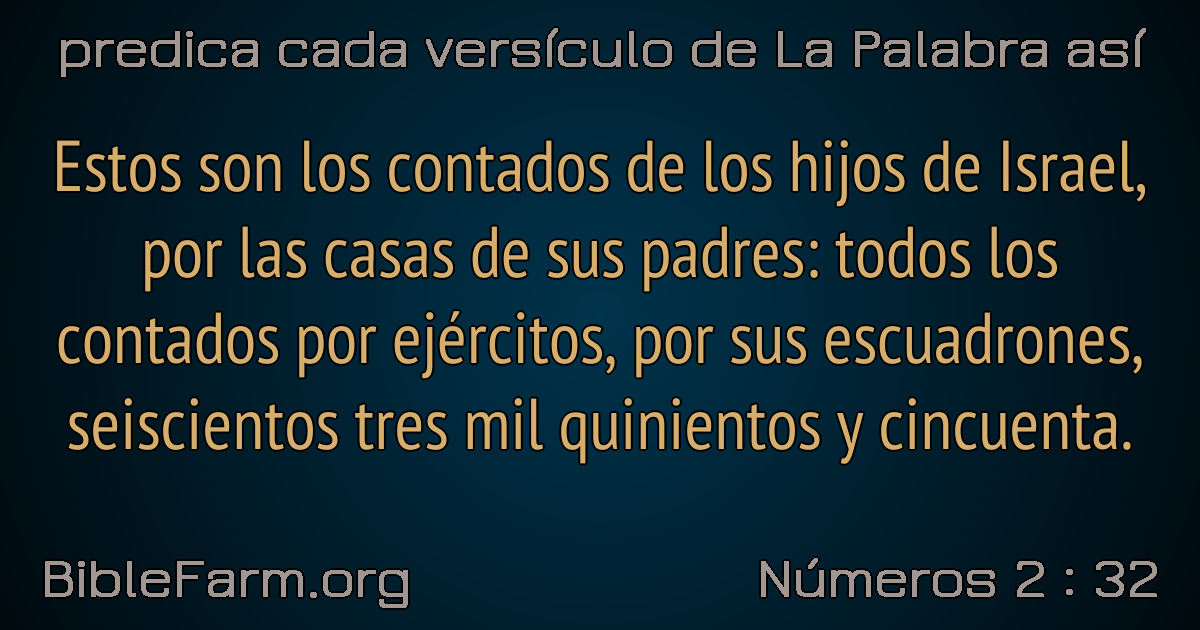 predica cada versículo de La Palabra así
Estos son los contados de los hijos de Israel,
por las casas de sus padres: todos los
contados por ejércitos, por sus escuadrones,
seiscientos tres mil quinientos y cincuenta.
BibleFarm.org
Números 2 : 32